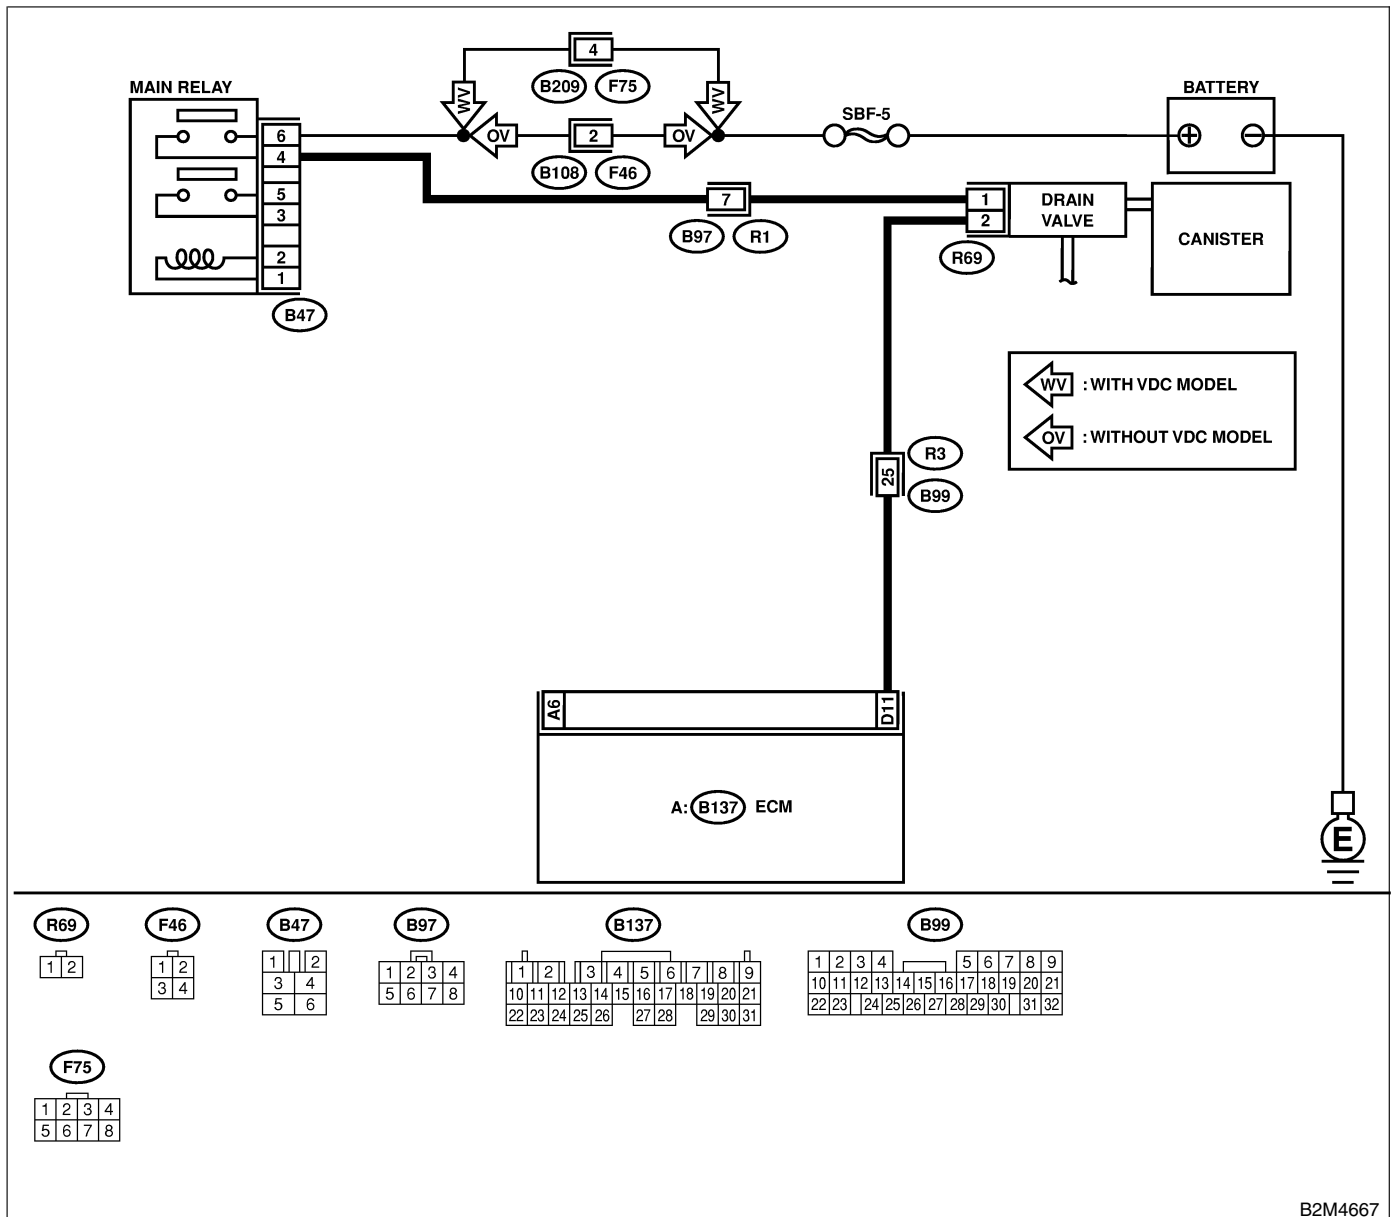 4
B209 F75
WV
WV
MAIN RELAY
6
4
5
3
2
1
B47
OV
2
OV
B108 F46
SBF-5
BATTERY
7
B97 R1
1
2
R69
DRAIN
VALVE
CANISTER
WV : WITH VDC MODEL
OV : WITHOUT VDC MODEL
25
R3
B99
A6
D11
A: B137 ECM
E
R69
1 2
F46
1 2
3 4
B47
1 2
3 4
5 6
B97
1 2 3 4
5 6 7 8
B137
1 2 3 4 5 6 7 8 9
10 11 12 13 14 15 16 17 18 19 20 21
22 23 24 25 26 27 28 29 30 31
B99
1 2 3 4 5 6 7 8 9
10 11 12 13 14 15 16 17 18 19 20 21
22 23 24 25 26 27 28 29 30 31 32
F75
1 2 3 4
5 6 7 8
B2M4667